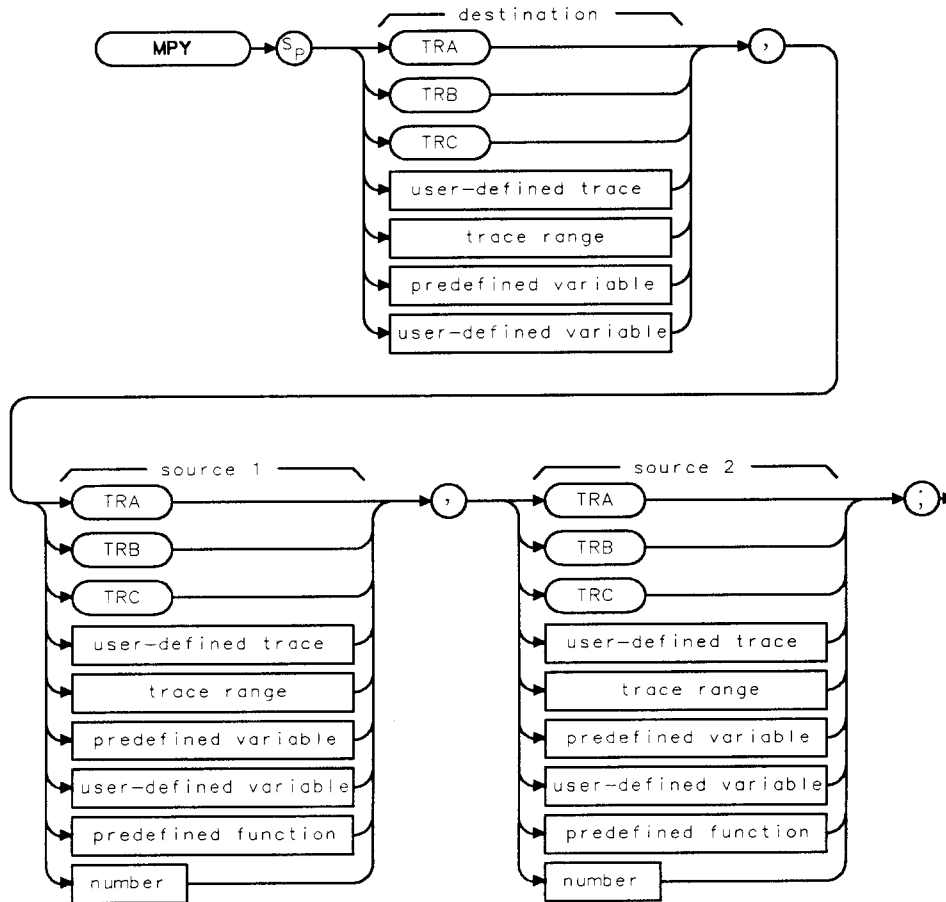 destination
MPY SP TRA ,
TRB
TRC
user-defined trace
trace range
predefined variable
user-defined variable
source 1 source 2
TRA , TRA ;
TRB TRB
TRC TRC
user-defined trace user-defined trace
trace range trace range
predefined variable predefined variable
user-defined variable user-defined variable
predefined function predefined function
number number